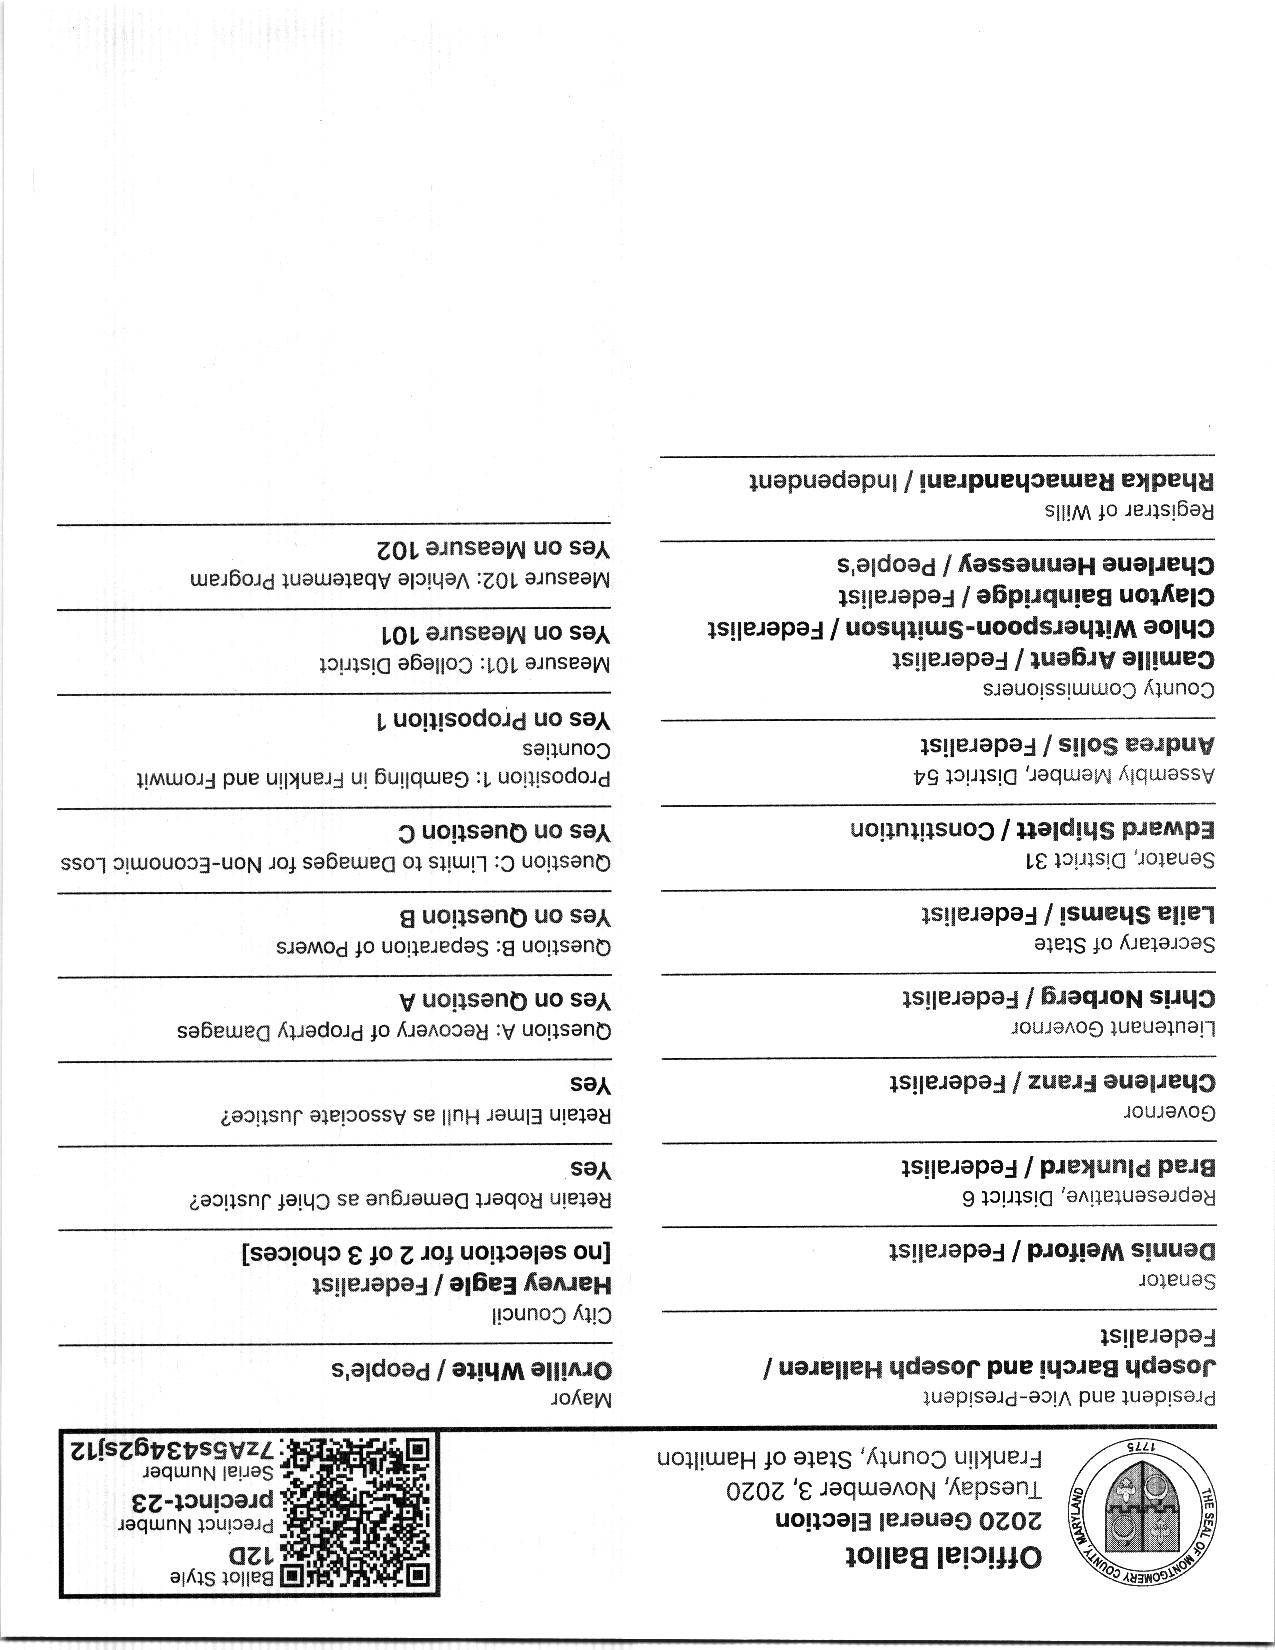 THE SEAL OF MONTGOMERY COUNTY MARYLAND
1775
Official Ballot
2020 General Election
Tuesday, November 3, 2020
Franklin County, State of Hamilton
Ballot Style
12D
Precinct Number
precinct-23
Serial Number
7zA5s434g2sj12
President and Vice-President
Joseph Barchi and Joseph Hallaren /
Federalist
Senator
Dennis Weiford / Federalist
Representative, District 6
Brad Plunkard / Federalist
Governor
Charlene Franz / Federalist
Lieutenant Governor
Chris Norberg / Federalist
Secretary of State
Laila Shamsi / Federalist
Senator, District 31
Edward Shiplett / Constitution
Assembly Member, District 54
Andrea Solis / Federalist
County Commissioners
Camille Argent / Federalist
Chloe Witherspoon-Smithson / Federalist
Clayton Bainbridge / Federalist
Charlene Hennessey / People's
Registrar of Wills
Rhadka Ramachandrani / Independent
Mayor
Orville White / People's
City Council
Harvey Eagle / Federalist
[no selection for 2 of 3 choices]
Retain Robert Demergue as Chief Justice?
Yes
Retain Elmer Hull as Associate Justice?
Yes
Question A: Recovery of Property Damages
Yes on Question A
Question B: Separation of Powers
Yes on Question B
Question C: Limits to Damages for Non-Economic Loss
Yes on Question C
Proposition 1: Gambling in Franklin and Fromwit
Counties
Yes on Proposition 1
Measure 101: College District
Yes on Measure 101
Measure 102: Vehicle Abatement Program
Yes on Measure 102